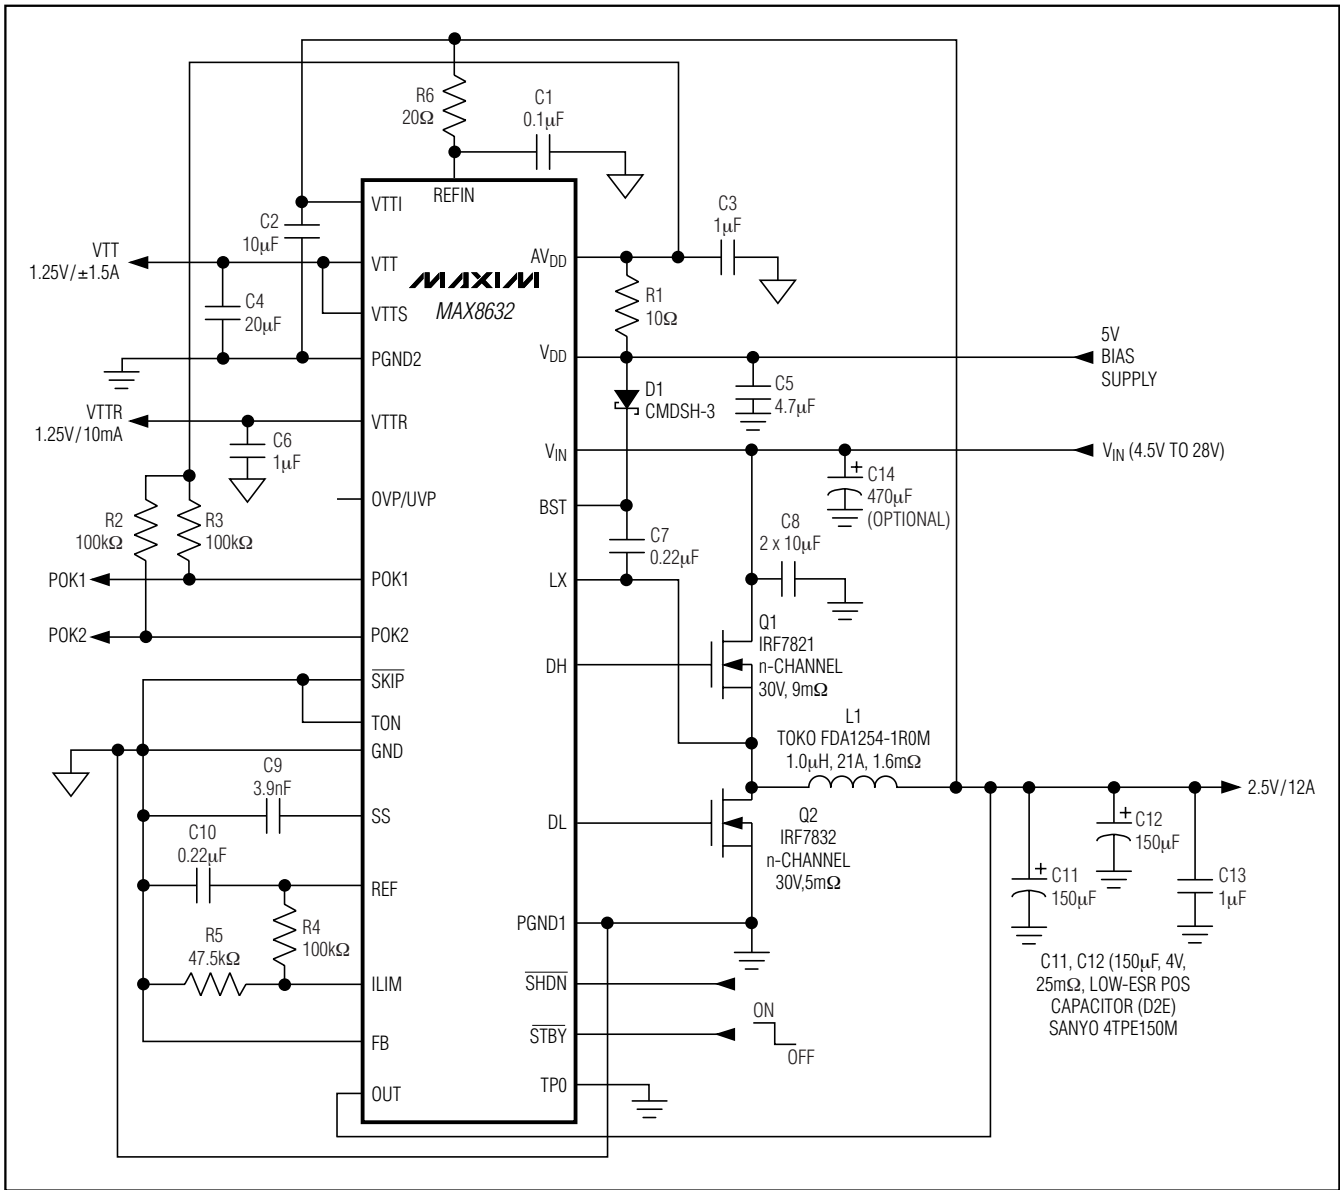 R6
20Ω
C1
0.1μF
REFIN
VTTI
C2
10μF
C3
1μF
VTT
1.25V/±1.5A
VTT
AVDD
MAXIM
MAX8632
C4
20μF
VTTS
R1
10Ω
PGND2
VDD
5V
BIAS
SUPPLY
D1
CMDSH-3
C5
4.7μF
VTTR
1.25V/10mA
VTTR
C6
1μF
VIN
VIN (4.5V TO 28V)
+
C14
470μF
(OPTIONAL)
OVP/UVP
BST
R2
100kΩ
R3
100kΩ
C7
0.22μF
C8
2 x 10μF
POK1
POK1
LX
POK2
POK2
DH
Q1
IRF7821
n-CHANNEL
30V, 9mΩ
SKIP
TON
GND
L1
TOKO FDA1254-1R0M
1.0μH, 21A, 1.6mΩ
2.5V/12A
C9
3.9nF
SS
DL
Q2
IRF7832
n-CHANNEL
30V,5mΩ
+
C12
150μF
+
C11
150μF
C13
1μF
C10
0.22μF
REF
R4
100kΩ
R5
47.5kΩ
PGND1
ILIM
SHDN
C11, C12 (150μF, 4V,
25mΩ, LOW-ESR POS
CAPACITOR (D2E)
SANYO 4TPE150M
FB
STBY
ON
OFF
OUT
TP0